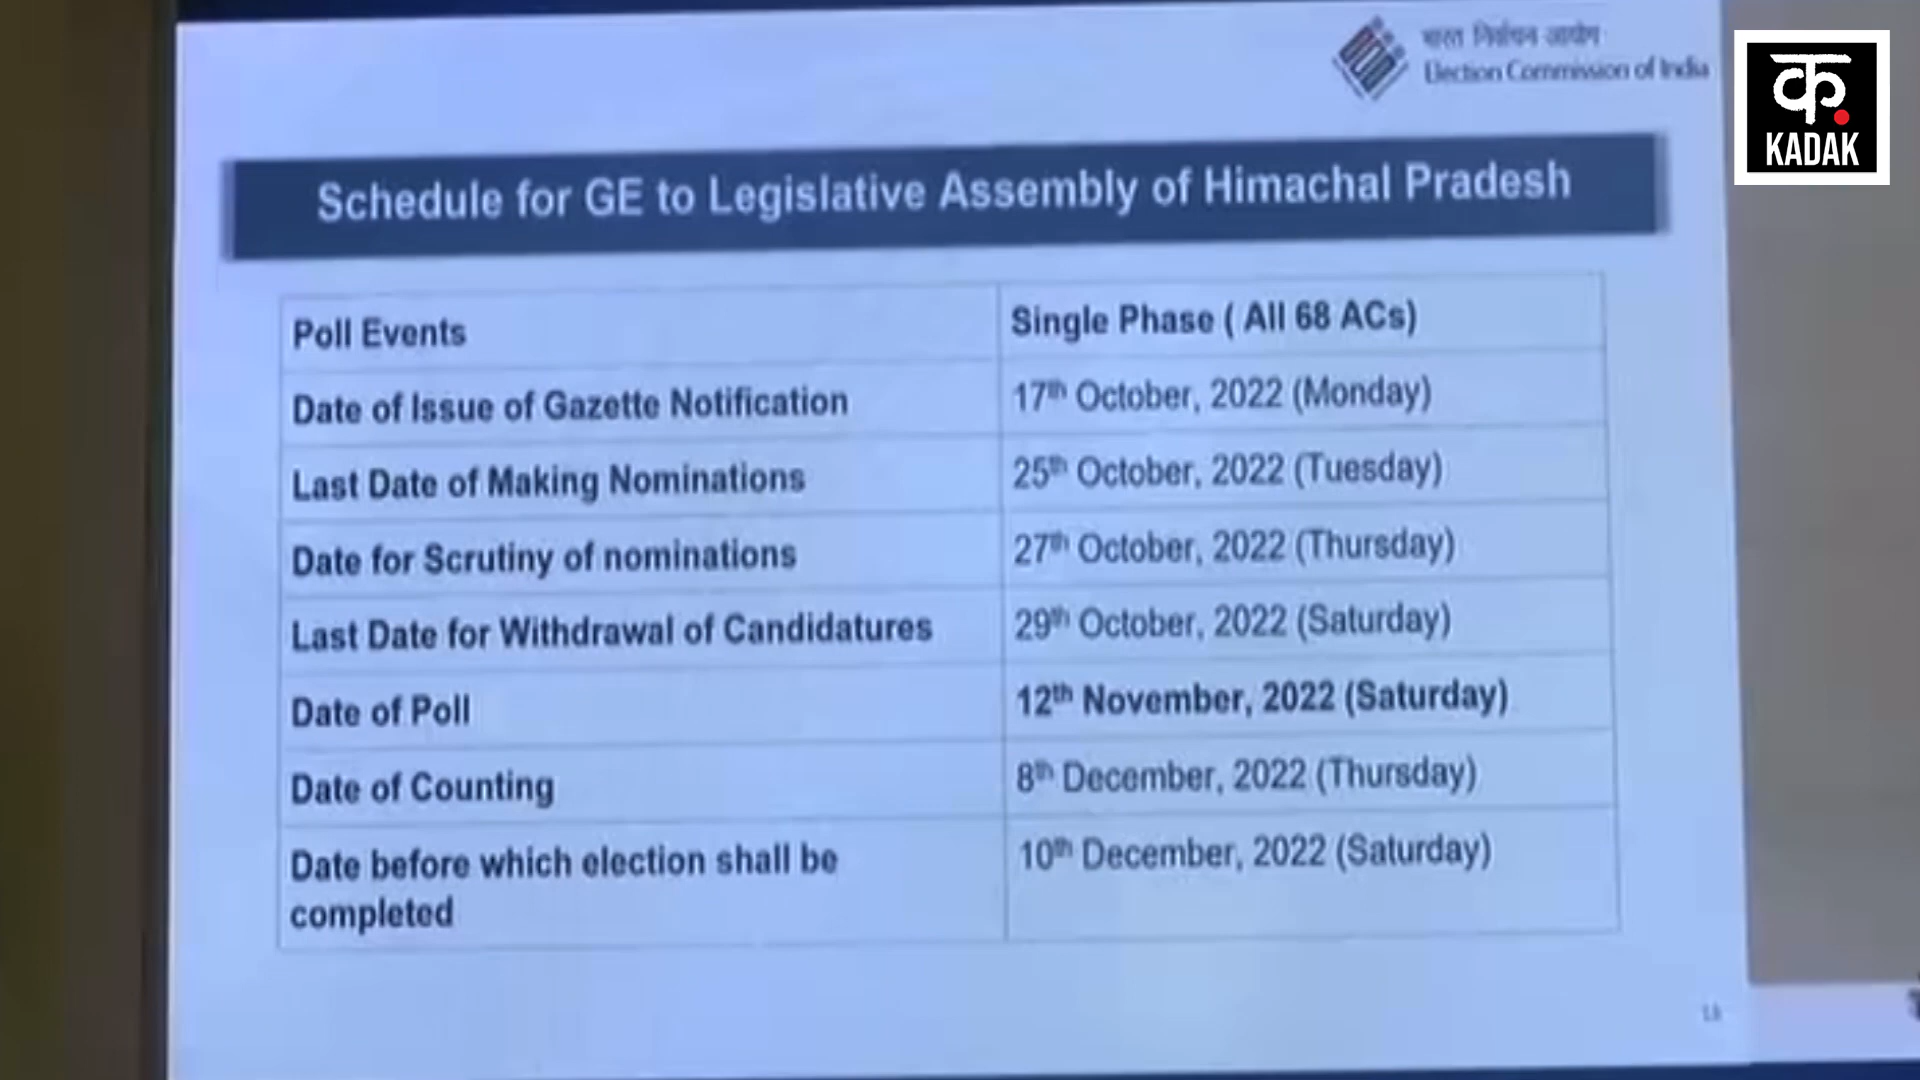 भारत निर्वाचन आयोग
Election Commission of India
क.
KADAK
Schedule for GE to Legislative Assembly of Himachal Pradesh
Poll Events Single Phase ( All 68 ACs)
Date of Issue of Gazette Notification 17th October, 2022 (Monday)
Last Date of Making Nominations 25th October, 2022 (Tuesday)
Date for Scrutiny of nominations 27th October, 2022 (Thursday)
Last Date for Withdrawal of Candidatures 29th October, 2022 (Saturday)
Date of Poll 12th November, 2022 (Saturday)
Date of Counting 8th December, 2022 (Thursday)
Date before which election shall be 10th December, 2022 (Saturday)
completed